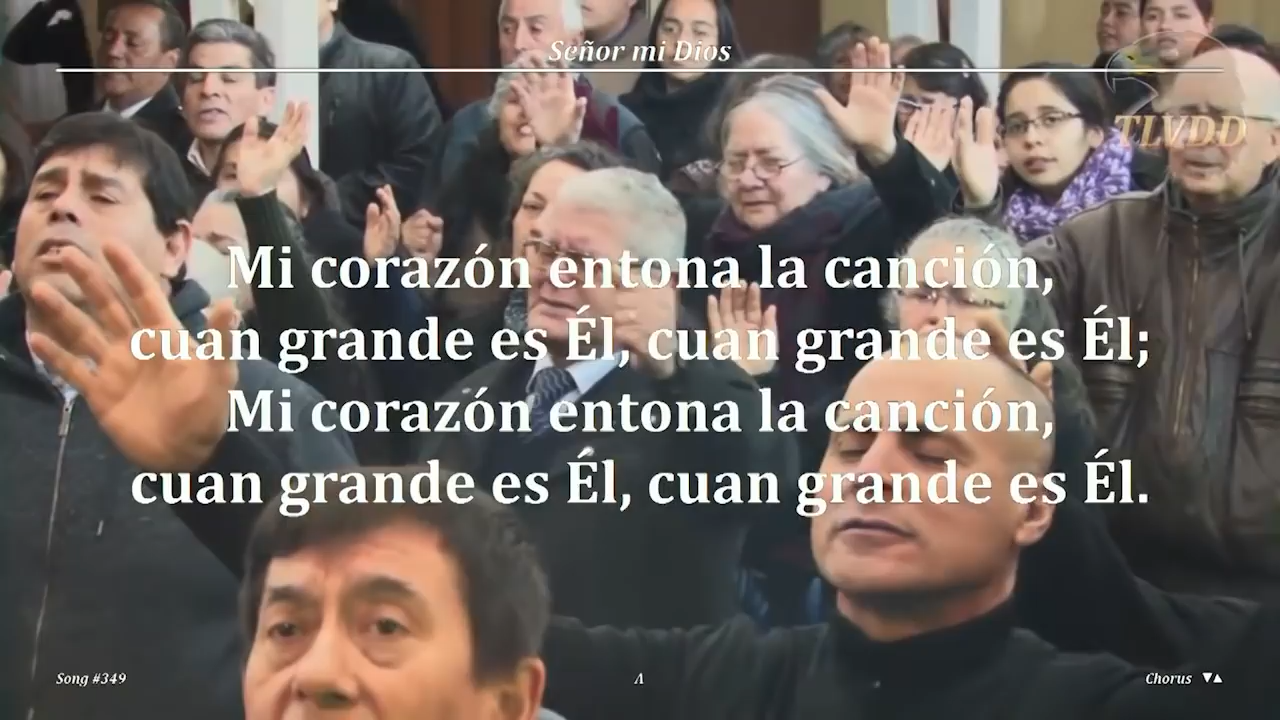 Señor mi Dios
TLVDD
Mi corazón entona la canción,
cuan grande es Él, cuan grande es Él;
Mi corazón entona la canción,
cuan grande es Él, cuan grande es Él.
Song #349
Chorus ▼▲